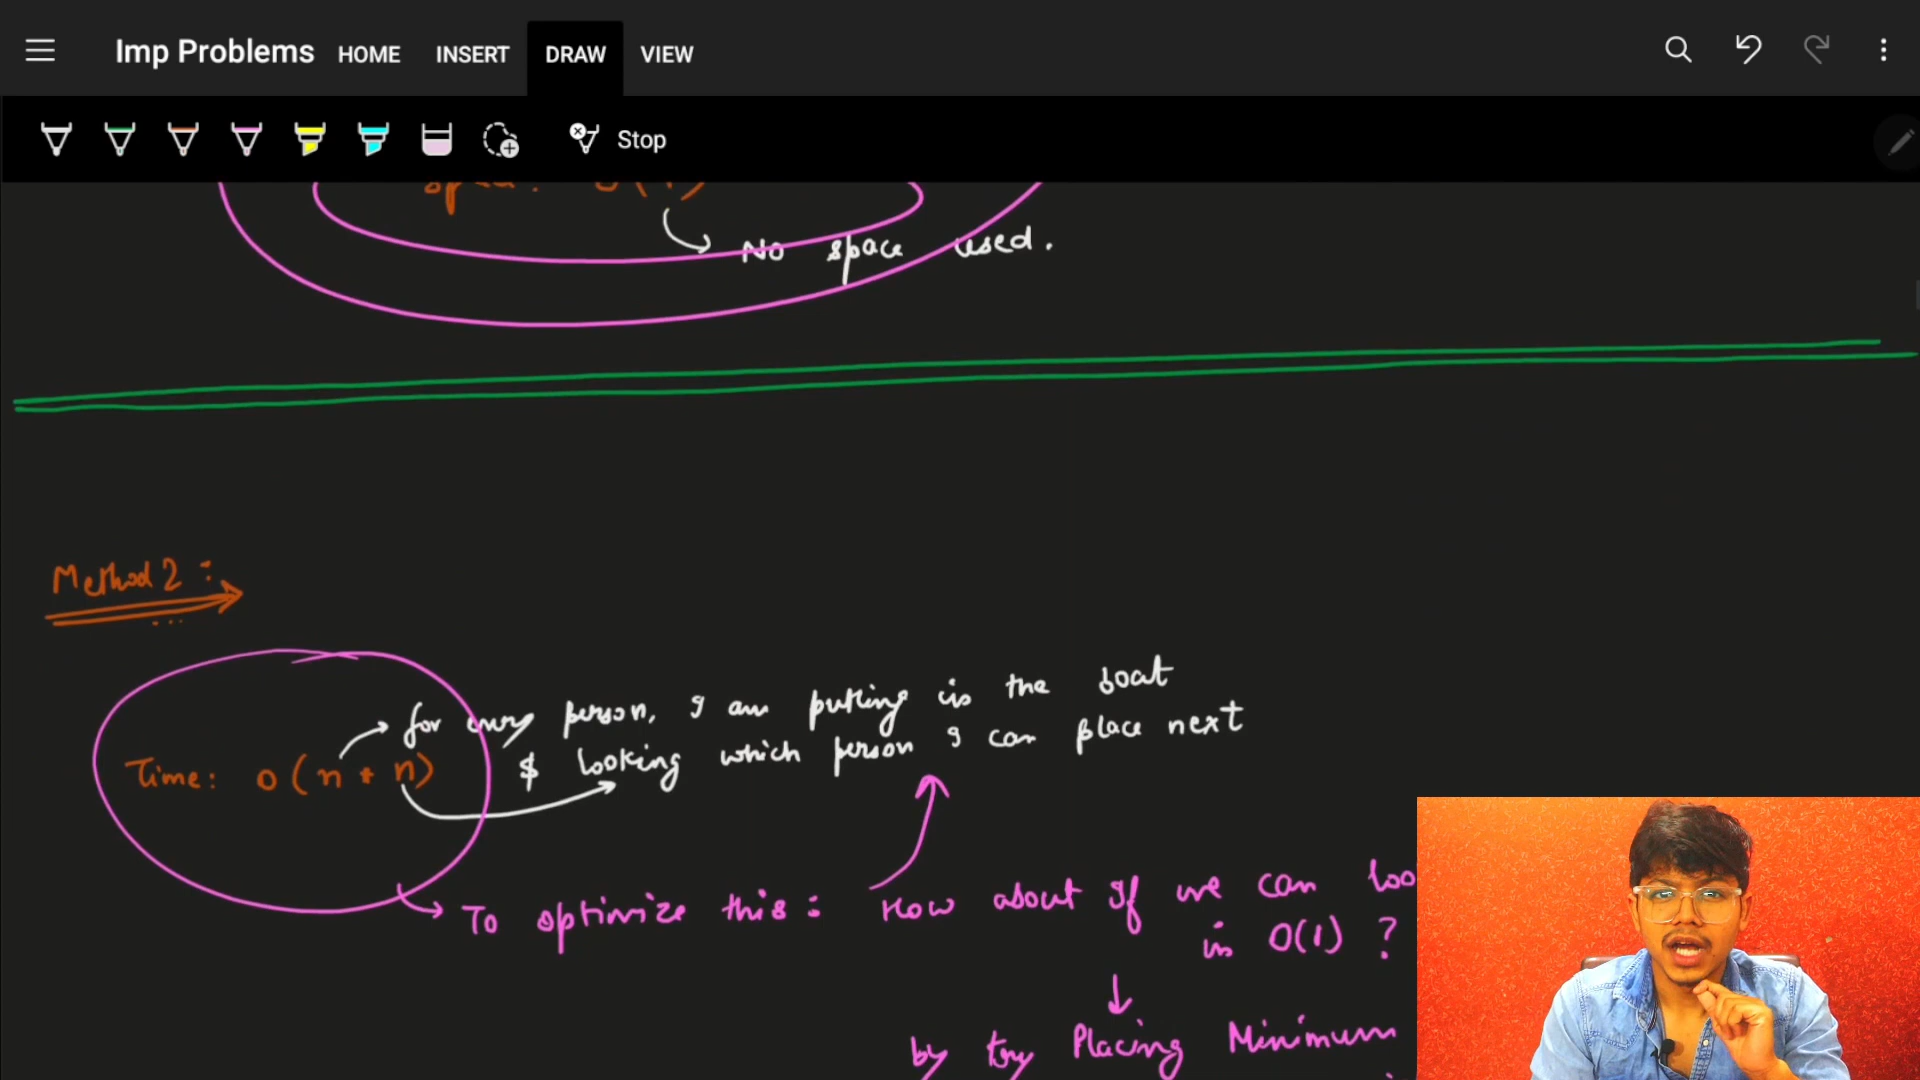 Imp Problems HOME INSERT DRAW VIEW
Stop
No space used.
Method 2 :
for every person, I am putting in the boat
Time: O(n * n) & looking which person I can place next
To optimize this : How about If we can
in O(1) ?
by try Placing Minimum